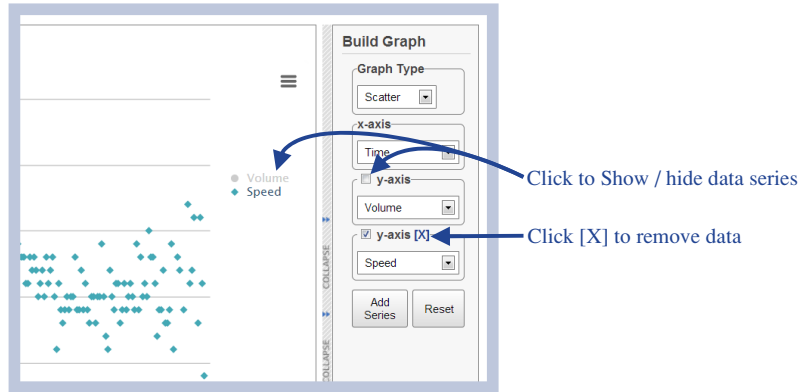 Build Graph
Graph Type
Scatter
x-axis
Time
Volume
Speed
y-axis
Volume
y-axis [X]
Speed
Add
Series
Reset
COLLAPSE
COLLAPSE
Click to Show / hide data series
Click [X] to remove data